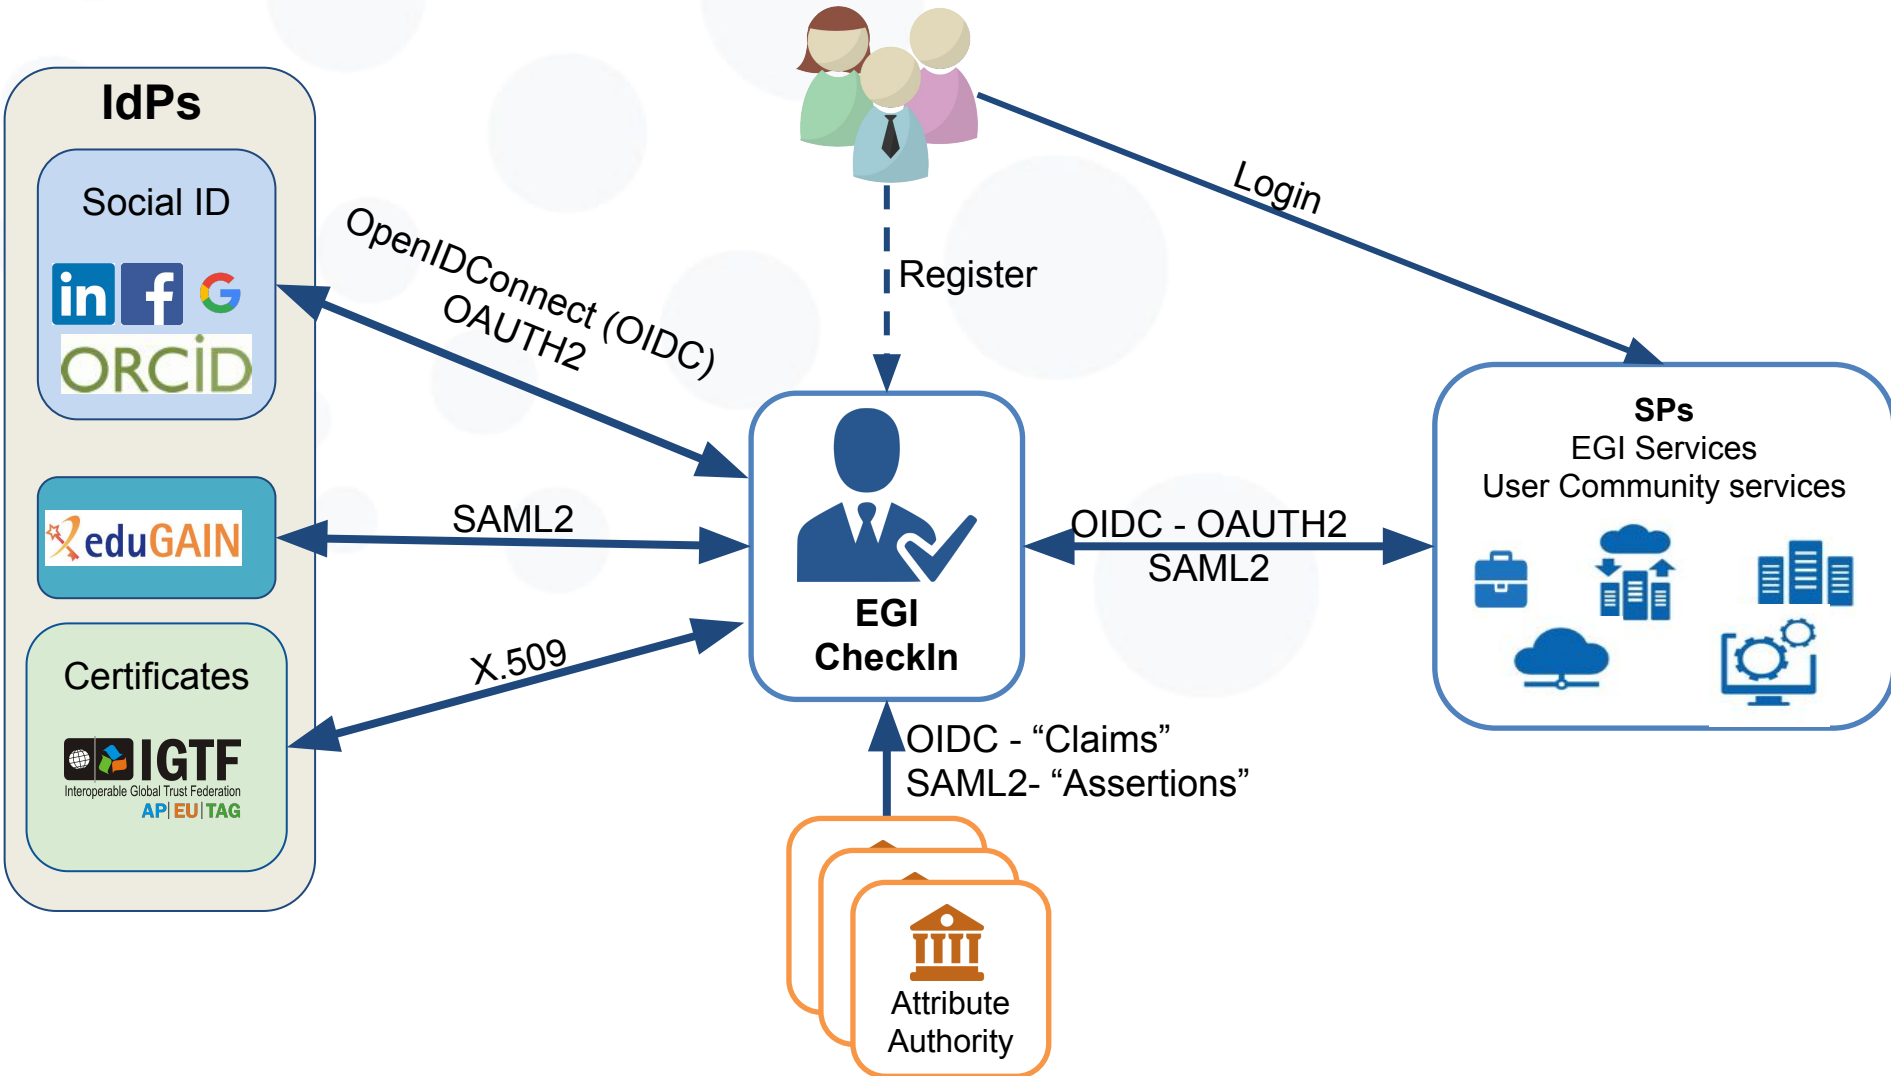 IdPs
Social ID
in f G
ORCiD
eduGAIN
Certificates
IGTF
Interoperable Global Trust Federation
AP| EU | TAG
OpenIDConnect (OIDC)
OAUTH2
SAML2
X.509
Register
Login
EGI
CheckIn
OIDC - OAUTH2
SAML2
SPs
EGI Services
User Community services
OIDC - “Claims”
SAML2- “Assertions”
Attribute
Authority